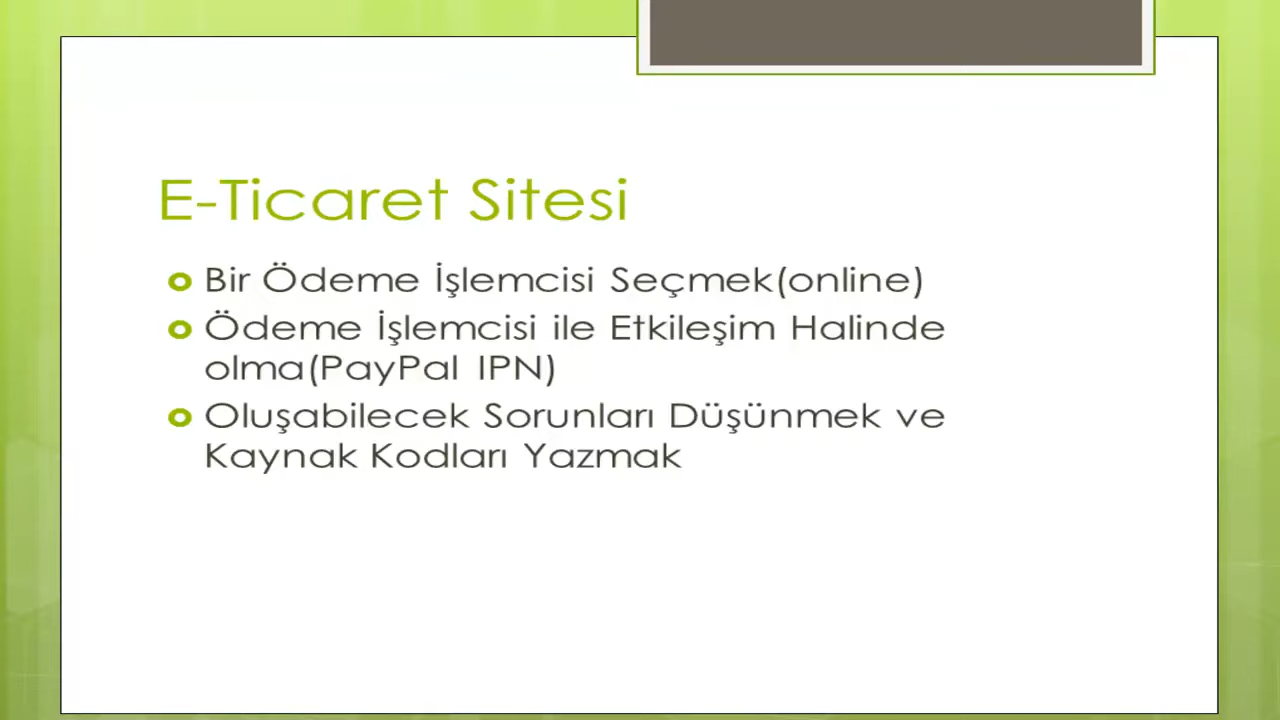 E-Ticaret Sitesi
Bir Ödeme İşlemcisi Seçmek(online)
Ödeme İşlemcisi ile Etkileşim Halinde
olma(PayPal IPN)
Oluşabilecek Sorunları Düşünmek ve
Kaynak Kodları Yazmak